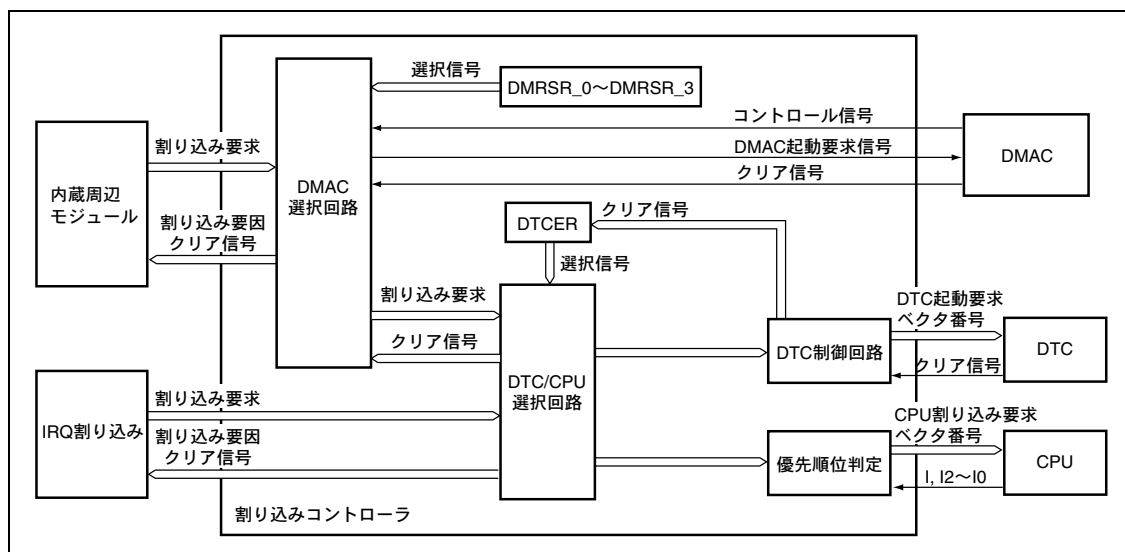 選択信号
DMRSR_0～DMRSR_3
コントロール信号
DMAC起動要求信号
クリア信号
DMAC
内蔵周辺
モジュール
割り込み要求
割り込み要因
クリア信号
DMAC
選択回路
DTCER
クリア信号
選択信号
割り込み要求
クリア信号
DTC/CPU
選択回路
DTC制御回路
DTC起動要求
ベクタ番号
クリア信号
DTC
IRQ割り込み
割り込み要求
割り込み要因
クリア信号
優先順位判定
CPU割り込み要求
ベクタ番号
I, I2～I0
CPU
割り込みコントローラ